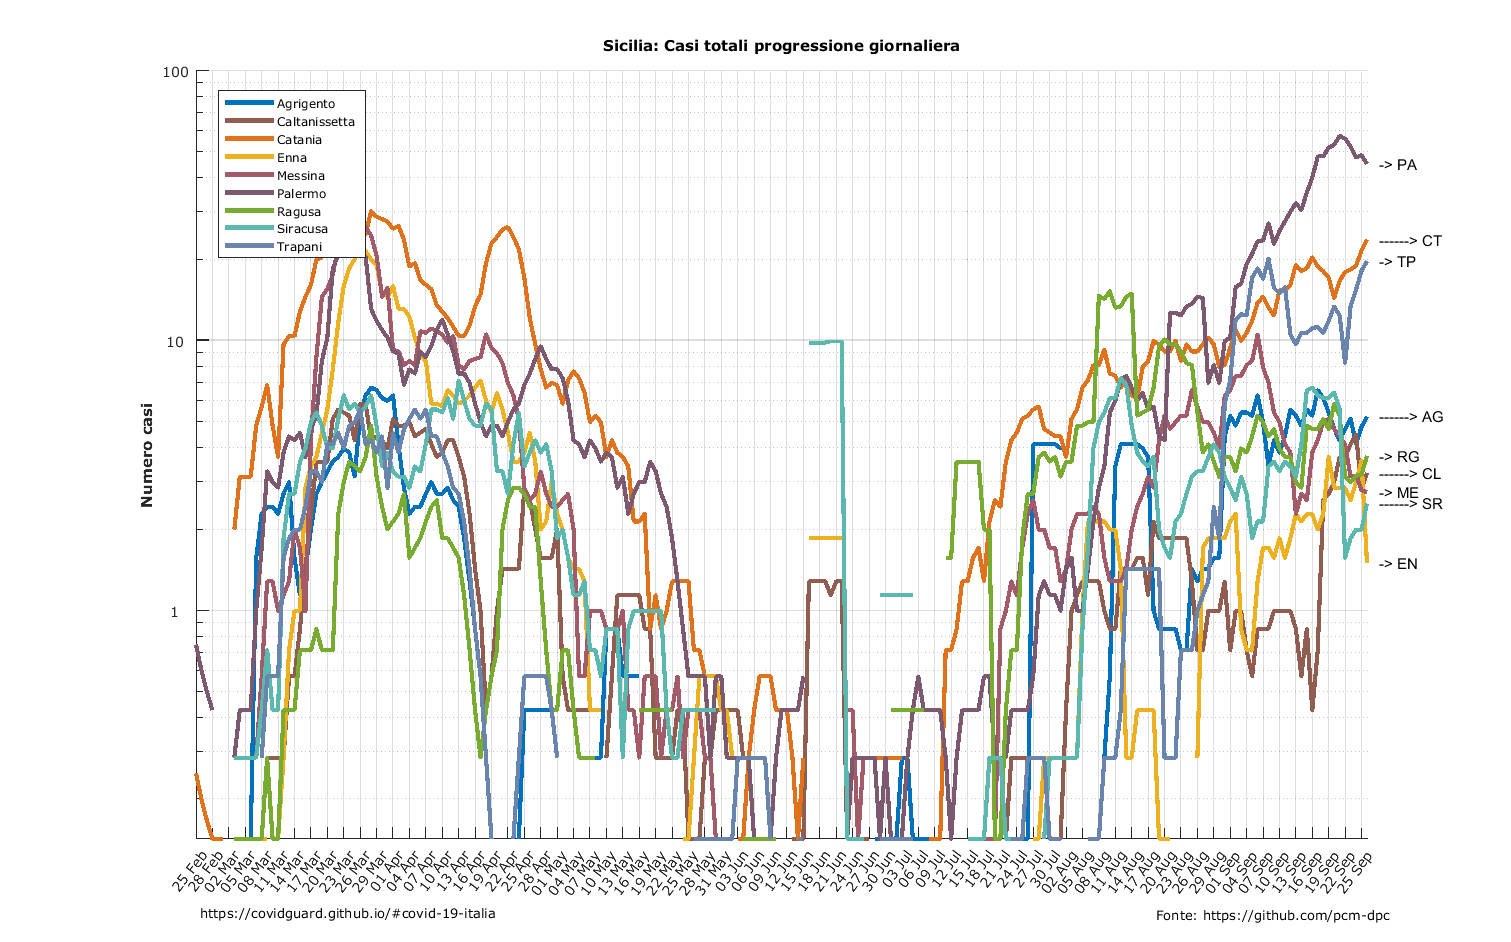 Sicilia: Casi totali progressione giornaliera
Numero casi
100
10
1
Agrigento
Caltanissetta
Catania
Enna
Messina
Palermo
Ragusa
Siracusa
Trapani
-> PA
------> CT
-> TP
------> AG
-> RG
------> CL
-> ME
------> SR
-> EN
25 Feb
28 Feb
02 Mar
05 Mar
08 Mar
11 Mar
14 Mar
17 Mar
20 Mar
23 Mar
26 Mar
29 Mar
01 Apr
04 Apr
07 Apr
10 Apr
13 Apr
16 Apr
19 Apr
22 Apr
25 Apr
28 Apr
01 May
04 May
07 May
10 May
13 May
16 May
19 May
22 May
25 May
28 May
31 May
03 Jun
06 Jun
09 Jun
12 Jun
15 Jun
18 Jun
21 Jun
24 Jun
27 Jun
30 Jun
03 Jul
06 Jul
09 Jul
12 Jul
15 Jul
18 Jul
21 Jul
24 Jul
27 Jul
30 Jul
02 Aug
05 Aug
08 Aug
11 Aug
14 Aug
17 Aug
20 Aug
23 Aug
26 Aug
29 Aug
01 Sep
04 Sep
07 Sep
10 Sep
13 Sep
16 Sep
19 Sep
22 Sep
25 Sep
https://covidguard.github.io/#covid-19-italia
Fonte: https://github.com/pcm-dpc